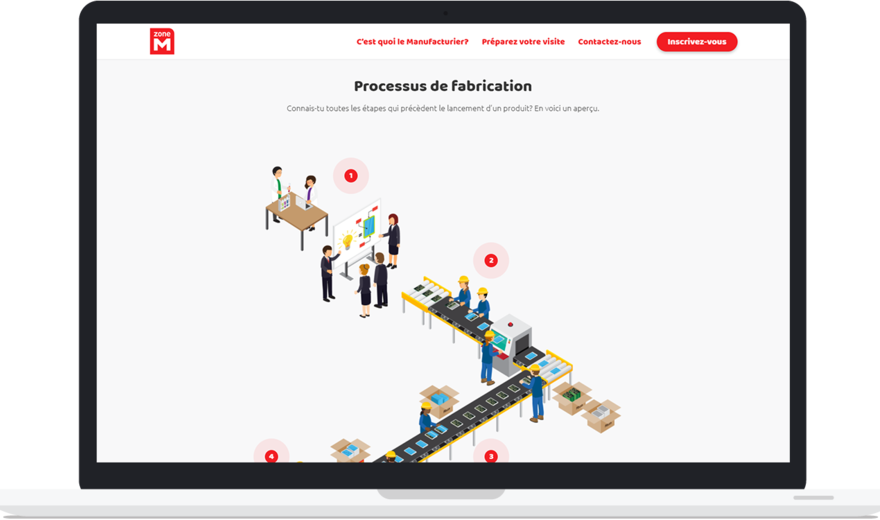 zone
M
C'est quoi le Manufacturier?
Préparez votre visite
Contactez-nous
Inscrivez-vous
Processus de fabrication
Connais-tu toutes les étapes qui précèdent le lancement d'un produit? En voici un aperçu.
1
2
4
3